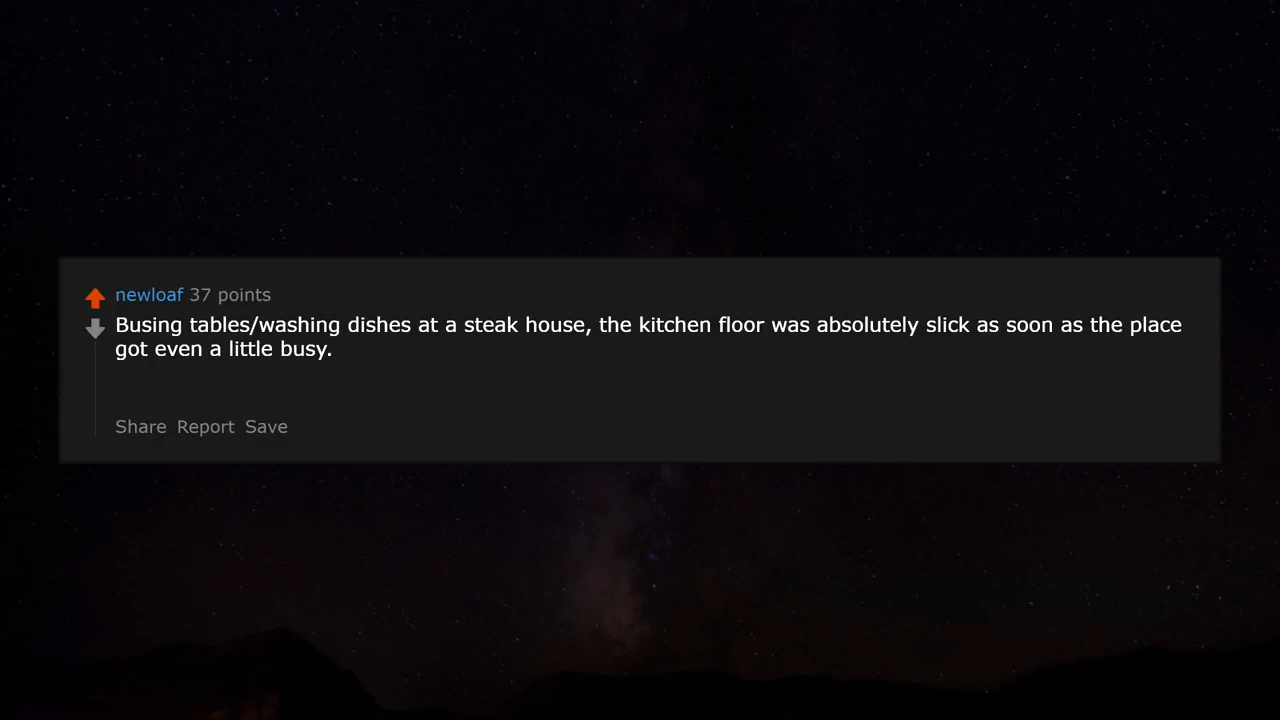 newloaf 37 points
Busing tables/washing dishes at a steak house, the kitchen floor was absolutely slick as soon as the place
got even a little busy.
Share Report Save